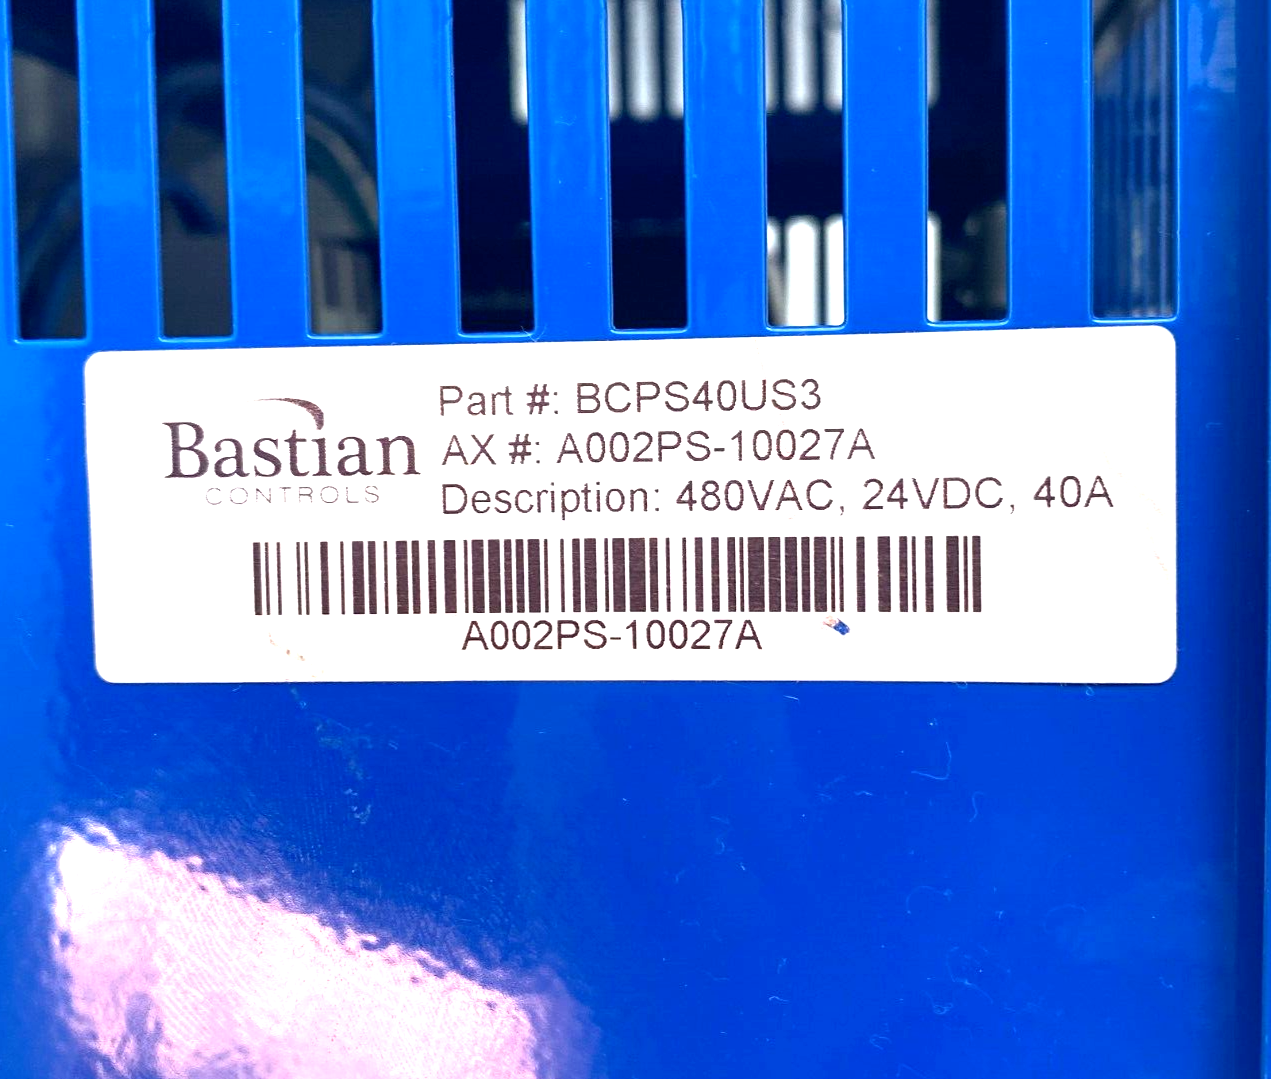 Bastian
CONTROLS
Part #: BCPS40US3
AX #: A002PS-10027A
Description: 480VAC, 24VDC, 40A
A002PS-10027A